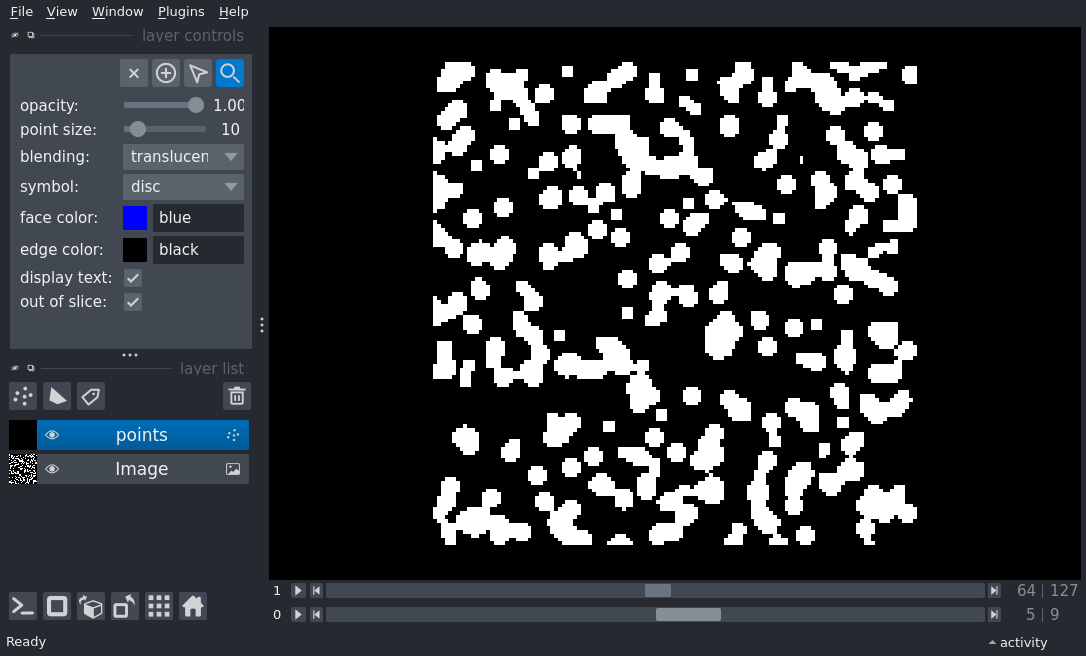 File View Window Plugins Help
layer controls
opacity: 1.00
point size: 10
blending: translucen
symbol: disc
face color: blue
edge color: black
display text:
out of slice:
layer list
points
Image
1 64 127
0 5 9
Ready activity